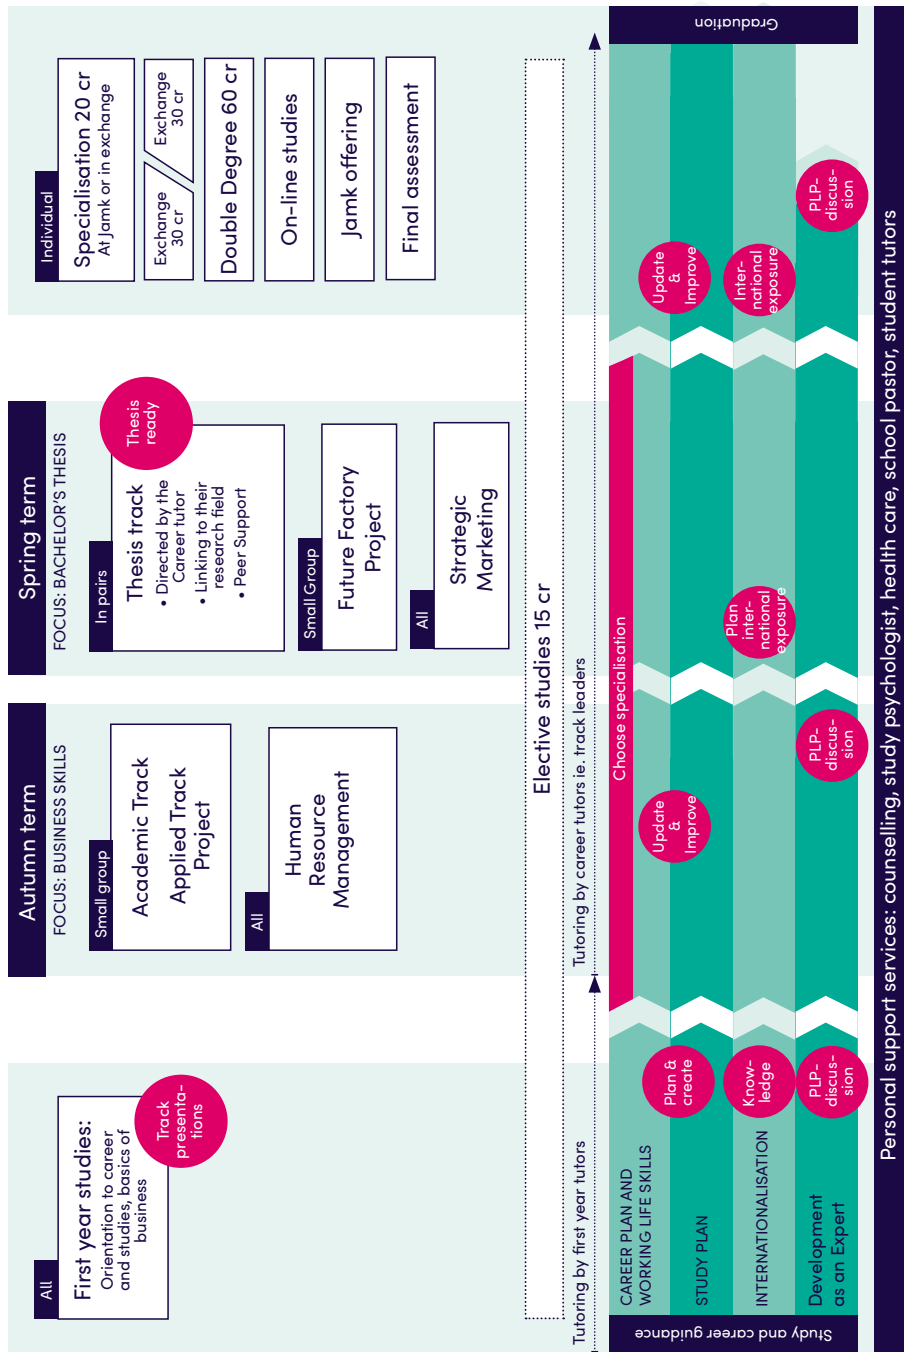 All
First year studies:
Orientation to career
and studies, basics of
business
Track
presenta-
tions
Autumn term
FOCUS: BUSINESS SKILLS
Small group
Academic Track
Applied Track
Project
All
Human
Resource
Management
Spring term
FOCUS: BACHELOR'S THESIS
In pairs
Thesis track
• Directed by the
Career tutor
• Linking to their
research field
• Peer Support
Thesis
ready
Small Group
Future Factory
Project
All
Strategic
Marketing
Individual
Specialisation 20 cr
At Jamk or in exchange
Exchange
30 cr
Exchange
30 cr
Double Degree 60 cr
On-line studies
Jamk offering
Final assessment
Elective studies 15 cr
Tutoring by first year tutors
Tutoring by career tutors ie. track leaders
Study and career guidance
CAREER PLAN AND
WORKING LIFE SKILLS
Choose specialisation
STUDY PLAN
Plan &
create
Update
&
Improve
Update
&
Improve
INTERNATIONALISATION
Know-
ledge
Plan
inter-
national
exposure
Inter-
national
exposure
Development
as an Expert
PLP-
discus-
sion
PLP-
discus-
sion
PLP-
discus-
sion
Graduation
Personal support services: counselling, study psychologist, health care, school pastor, student tutors